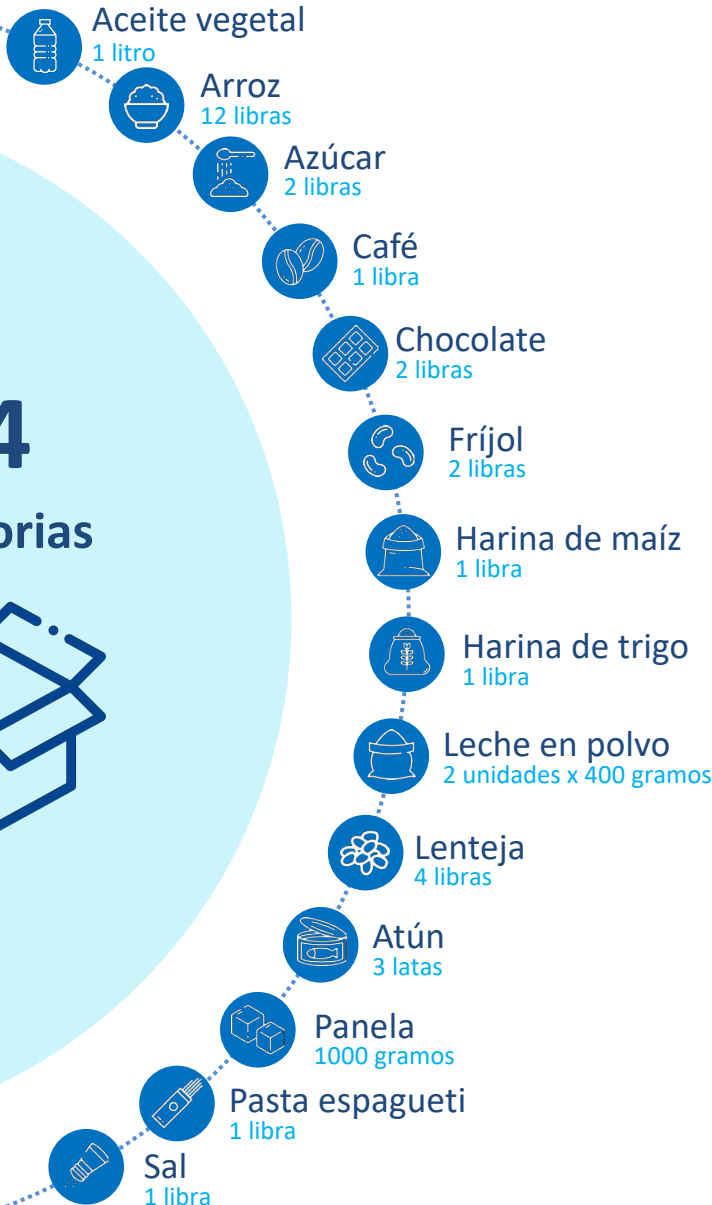 Aceite vegetal
1 litro
Arroz
12 libras
Azúcar
2 libras
Café
1 libra
Chocolate
2 libras
4
Fríjol
2 libras
orias
Harina de maíz
1 libra
Harina de trigo
1 libra
Leche en polvo
2 unidades x 400 gramos
Lenteja
4 libras
Atún
3 latas
Panela
1000 gramos
Pasta espagueti
1 libra
Sal
1 libra